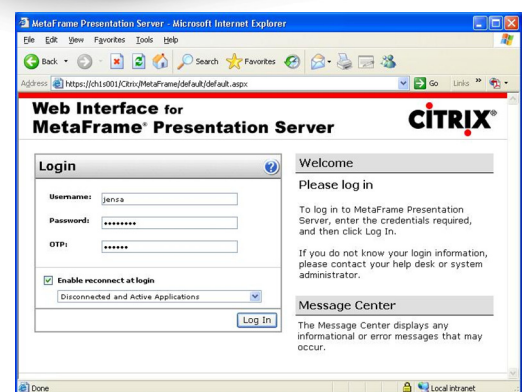 MetaFrame Presentation Server - Microsoft Internet Explorer
File Edit View Favorites Tools Help
Back Search Favorites
Address https://ch1s001/Citrix/MetaFrame/default/default.aspx Go Links »
Web Interface for
MetaFrame® Presentation Server
CITRIX®
Login
Username: jensa
Password: ••••••••
OTP: ••••••
Enable reconnect at login
Disconnected and Active Applications
Log In
Welcome
Please log in
To log in to MetaFrame Presentation
Server, enter the credentials required,
and then click Log In.
If you do not know your login information,
please contact your help desk or system
administrator.
Message Center
The Message Center displays any
informational or error messages that may
occur.
Done Local intranet